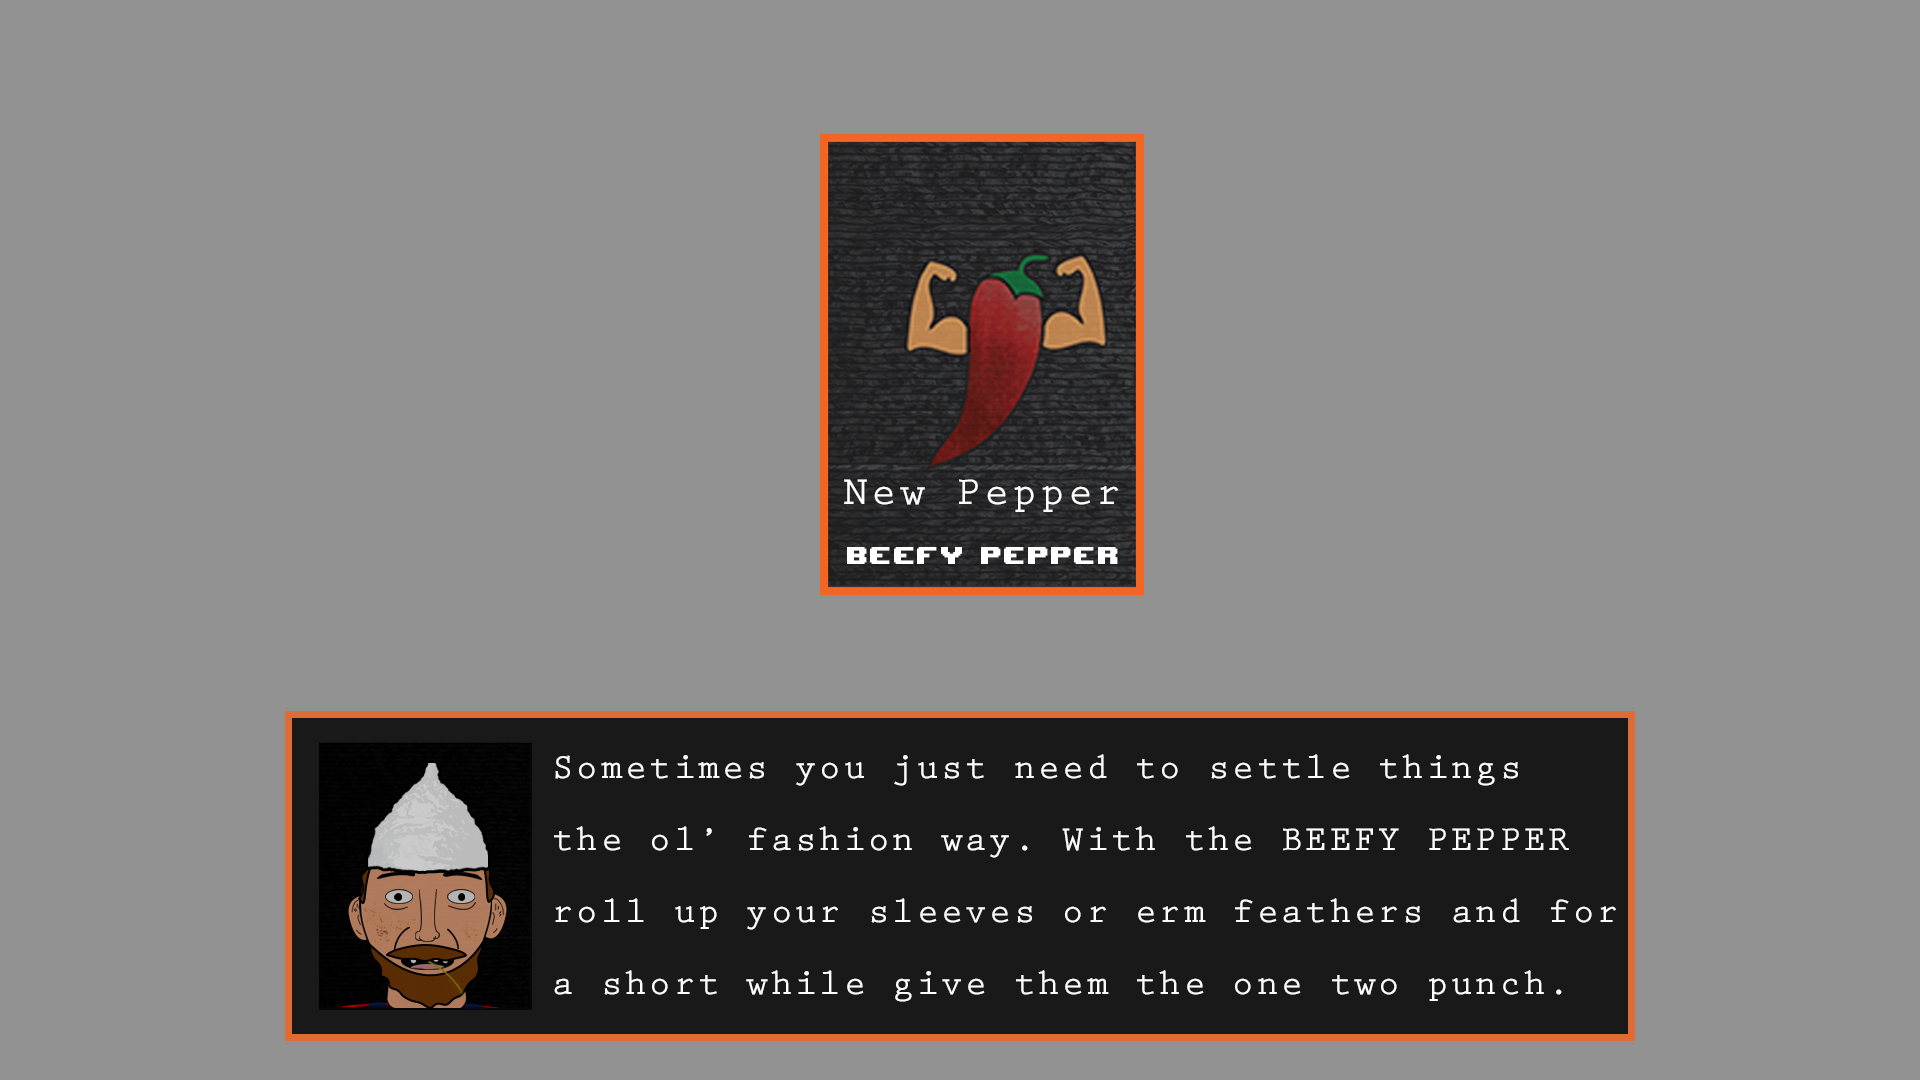 New Pepper
BEEFY PEPPER
Sometimes you just need to settle things
the ol’ fashion way. With the BEEFY PEPPER
roll up your sleeves or erm feathers and for
a short while give them the one two punch.